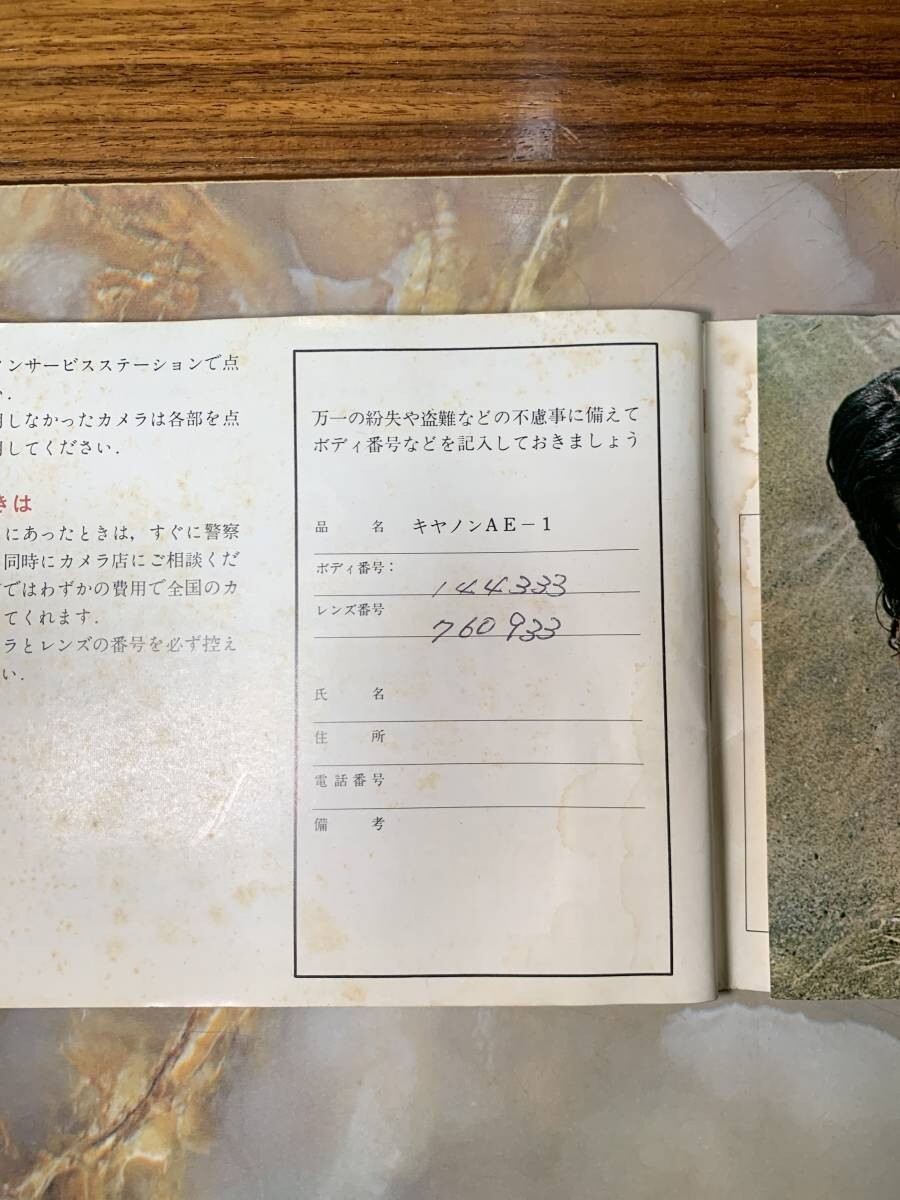 ンサービスステーションで点
.
しなかったカメラは各部を点
してください.
きは
にあったときは,すぐに警察
同時にカメラ店にご相談くだ
ではわずかの費用で全国のカ
てくれます.
ラとレンズの番号を必ず控え
い.
万一の紛失や盗難などの不慮事に備えて
ボディ番号などを記入しておきましょう
品 名 キヤノンAE-1
ボディ番号: 144333
レンズ番号 760933
氏 名
住 所
電話番号
備 考